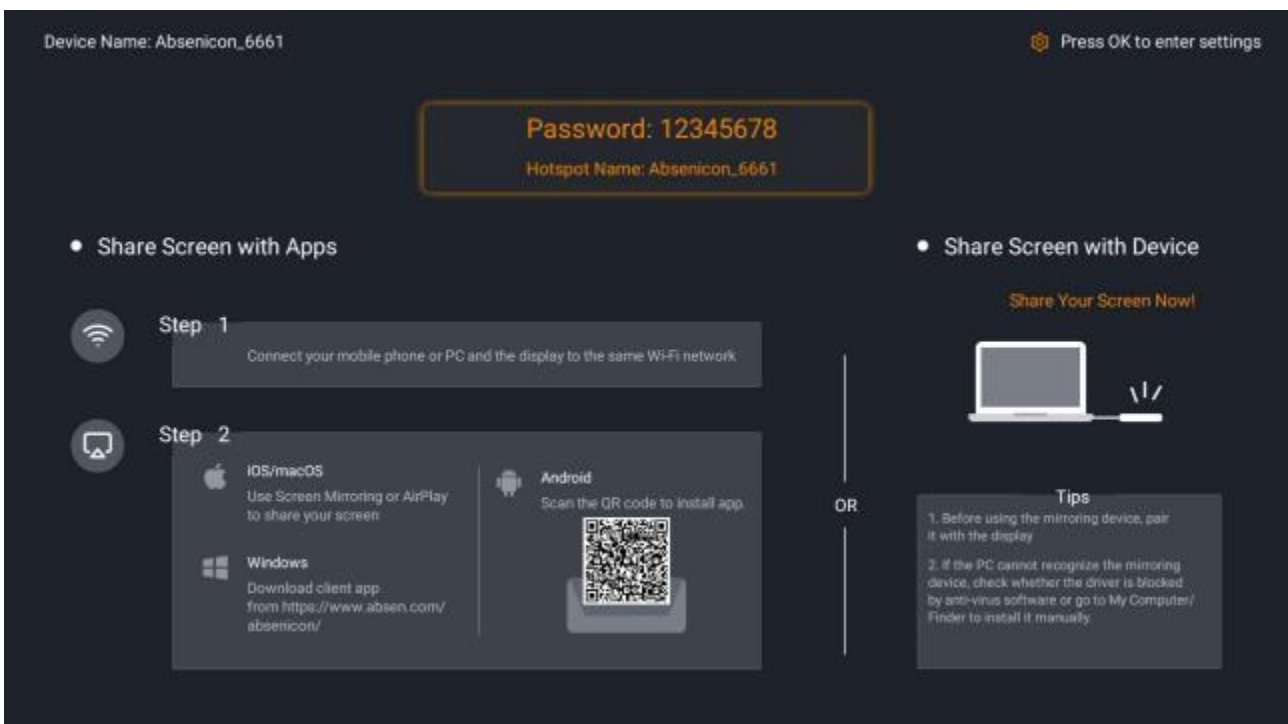 Device Name: Absenicon_6661
Press OK to enter settings
Password: 12345678
Hotspot Name: Absenicon_6661
Share Screen with Apps
Step 1
Connect your mobile phone or PC and the display to the same Wi-Fi network
Step 2
iOS/macOS
Use Screen Mirroring or AirPlay
to share your screen
Windows
Download client app
from https://www.absen.com/
absenicon/
Android
Scan the QR code to install app.
OR
Share Screen with Device
Share Your Screen Now!
Tips
1. Before using the mirroring device, pair
it with the display
2. If the PC cannot recognize the mirroring
device, check whether the driver is blocked
by anti-virus software or go to My Computer/
Finder to install it manually.